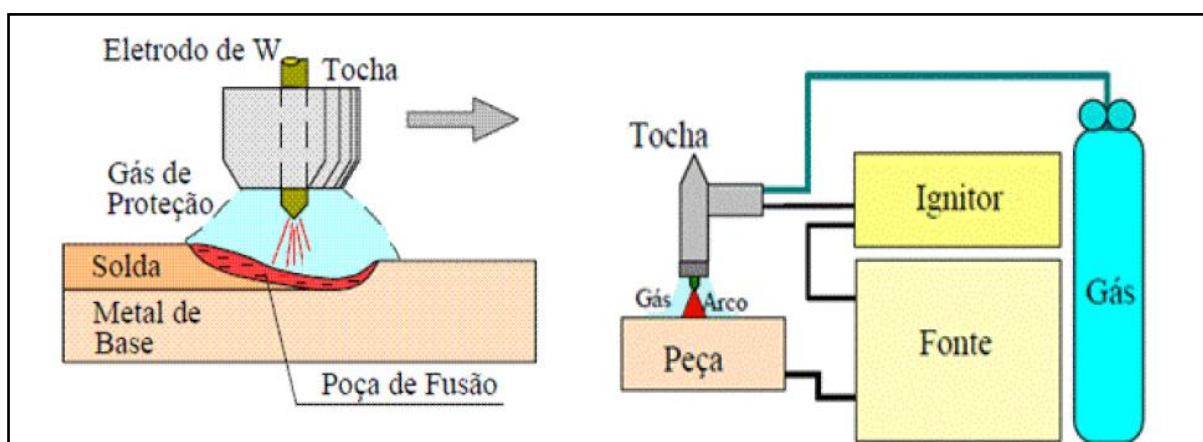 Eletrodo de W
Tocha
Gás de
Proteção
Solda
Metal de
Base
Poça de Fusão
Tocha
Ignitor
Gás
Arco
Peça
Fonte
Gás